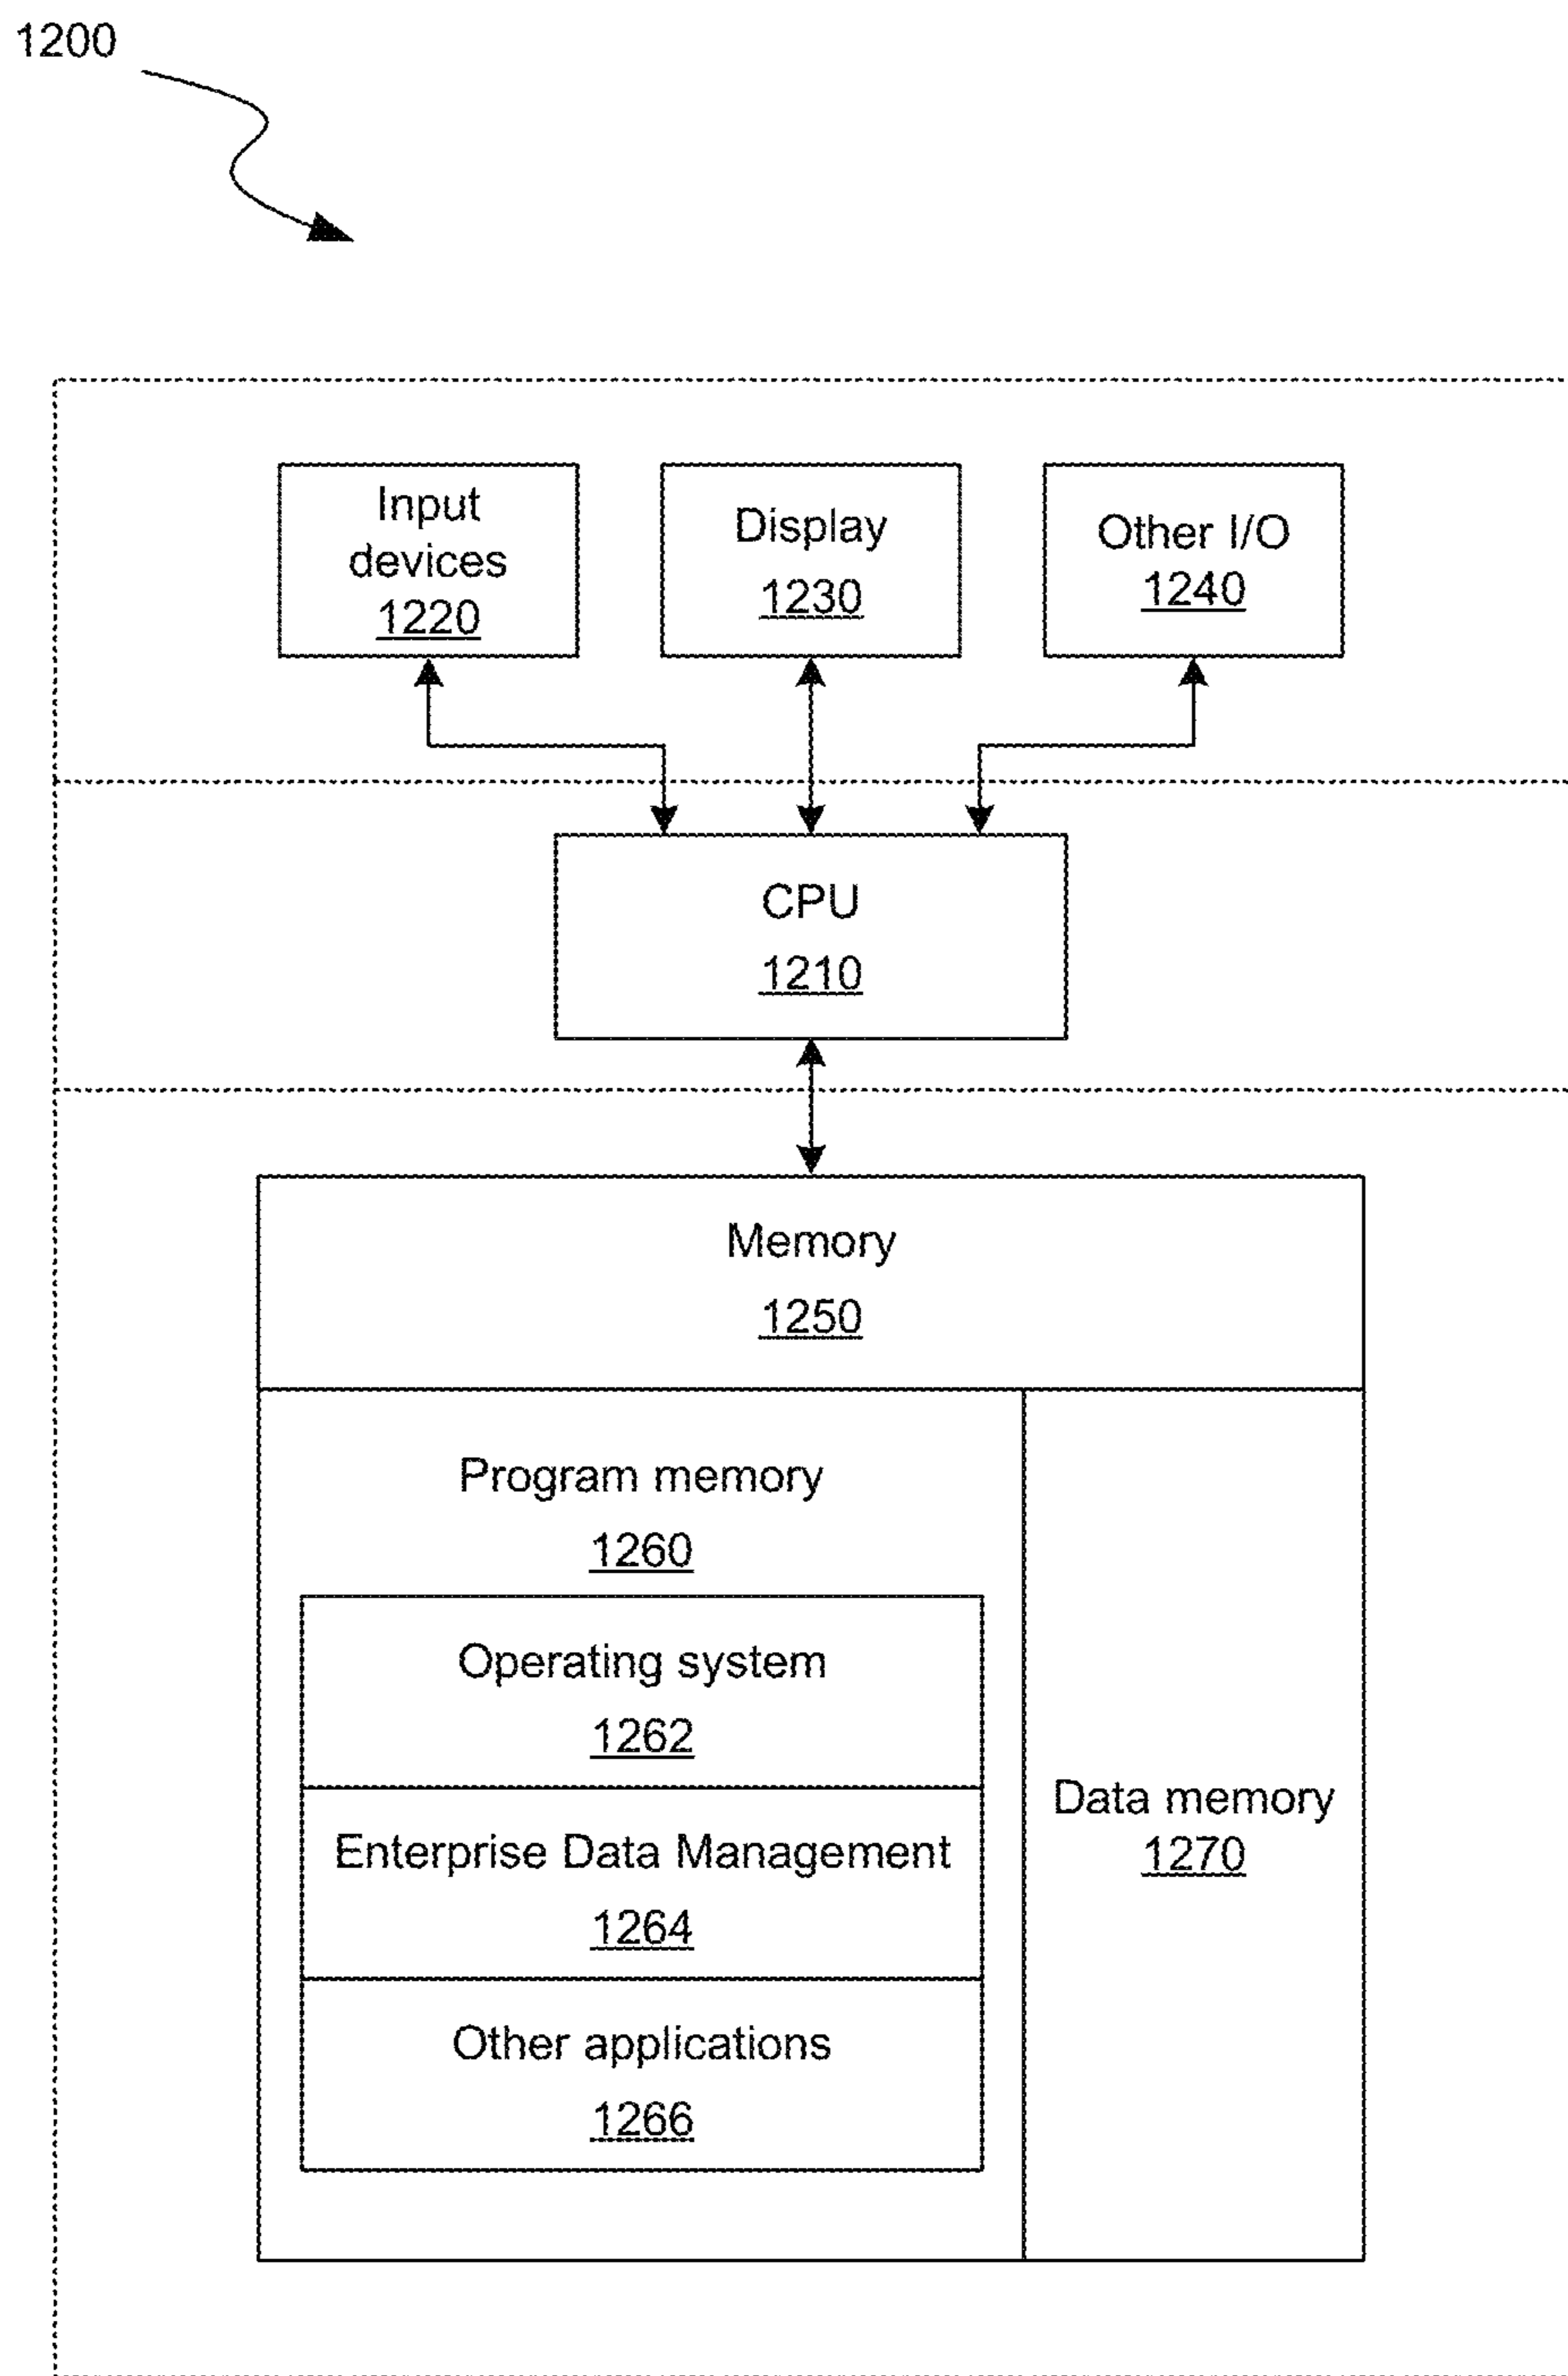 1200
Input
devices
1220
Display
1230
Other I/O
1240
CPU
1210
Memory
1250
Program memory
1260
Operating system
1262
Enterprise Data Management
1264
Other applications
1266
Data memory
1270